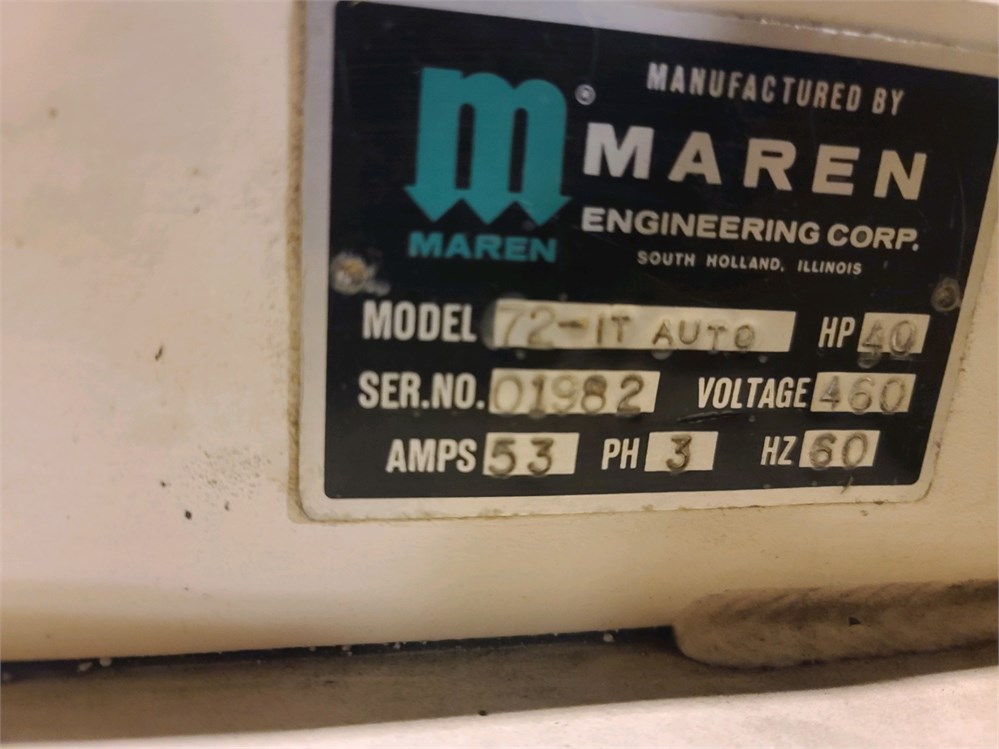 MANUFACTURED BY
m®
MAREN
MAREN
ENGINEERING CORP.
SOUTH HOLLAND, ILLINOIS
MODEL 72-1T AUTO HP 40
SER.NO. 01982 VOLTAGE 460
AMPS 53 PH 3 HZ 60